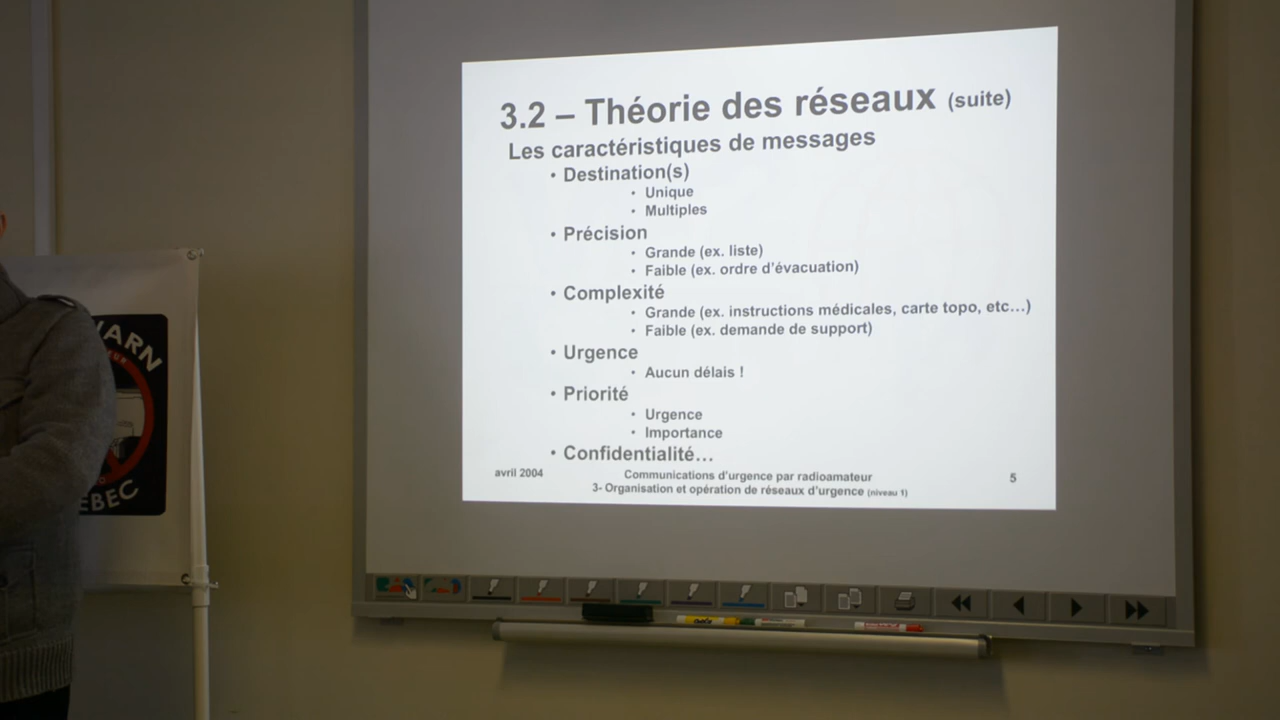 3.2 – Théorie des réseaux (suite)
Les caractéristiques de messages
• Destination(s)
• Unique
• Multiples
• Précision
• Grande (ex. liste)
• Faible (ex. ordre d'évacuation)
• Complexité
• Grande (ex. instructions médicales, carte topo, etc…)
• Faible (ex. demande de support)
• Urgence
• Aucun délais !
• Priorité
• Urgence
• Importance
• Confidentialité…
avril 2004
Communications d'urgence par radioamateur
3- Organisation et opération de réseaux d'urgence (niveau 1)
5